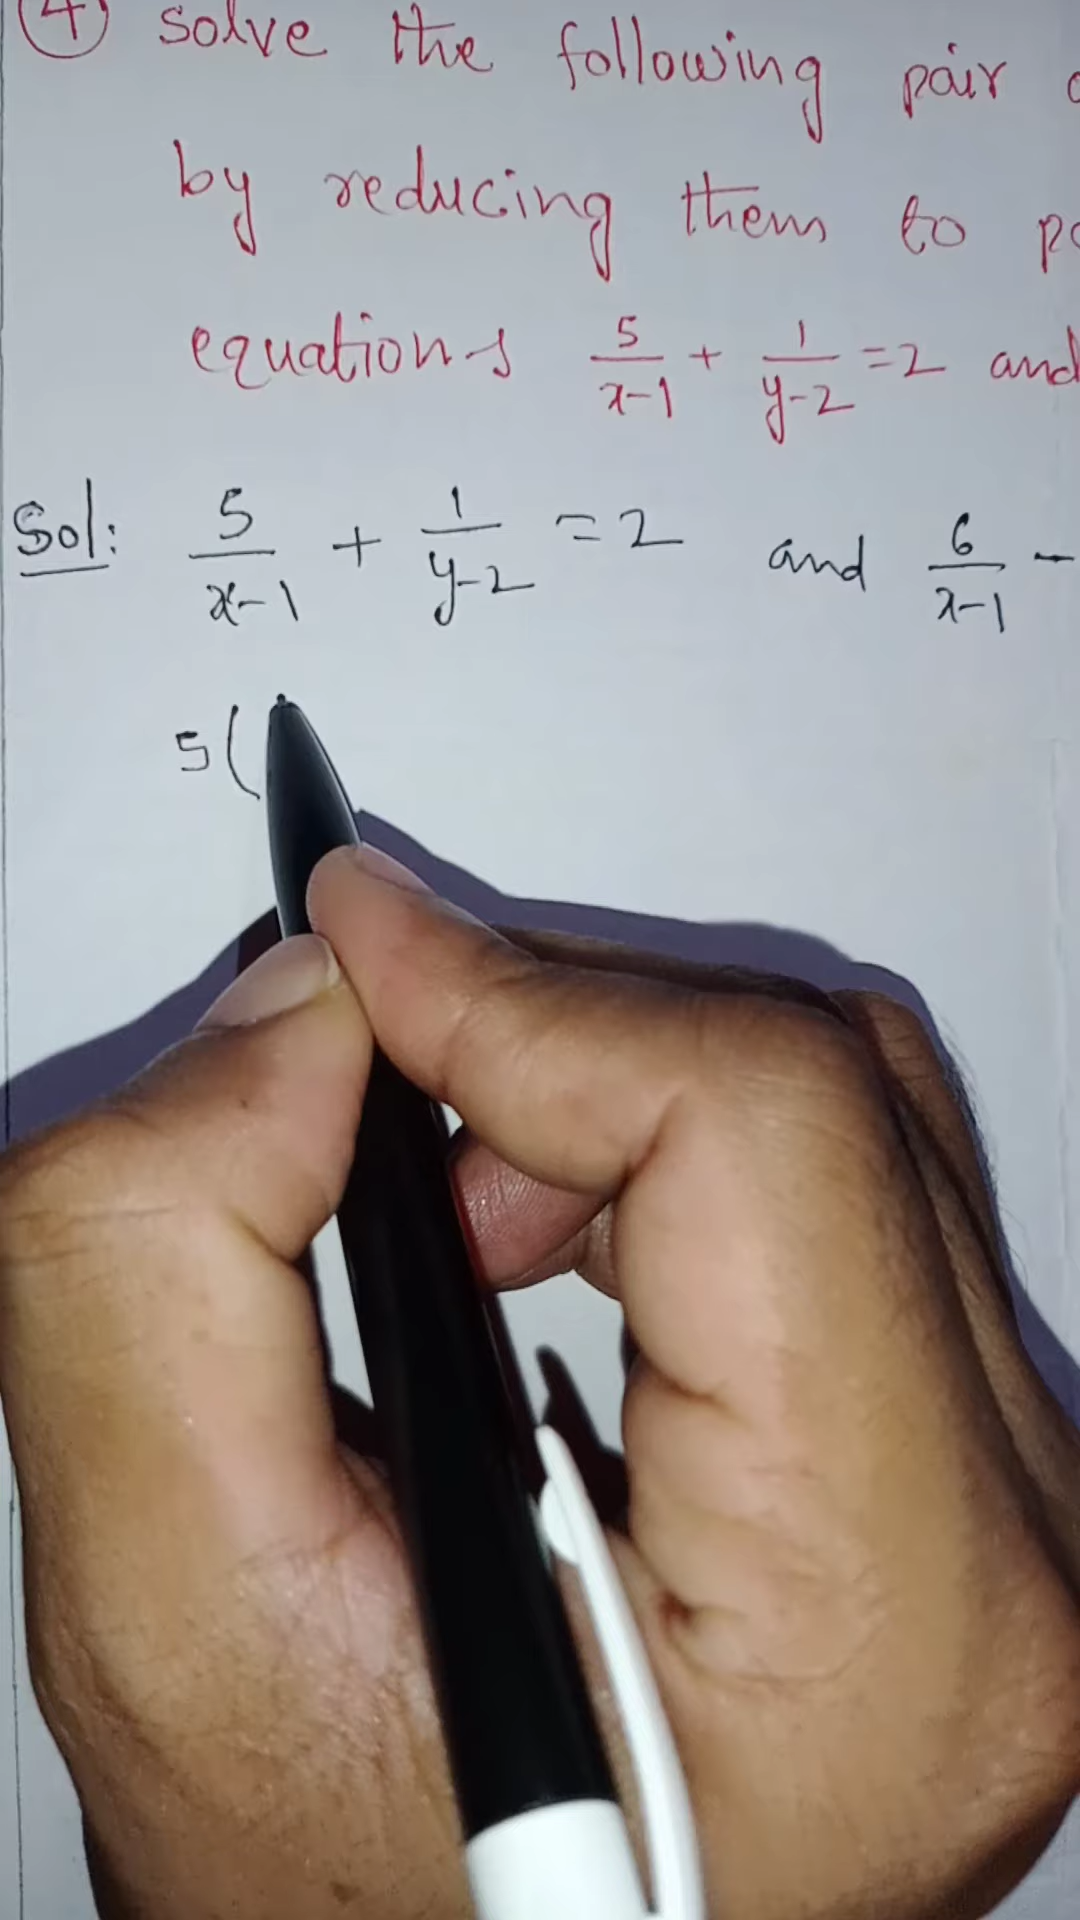 ④ Solve the following pair
by reducing them to
equations 5/(x-1) + 1/(y-2) = 2 and
Sol: 5/(x-1) + 1/(y-2) = 2 and 6/(x-1) -
5(